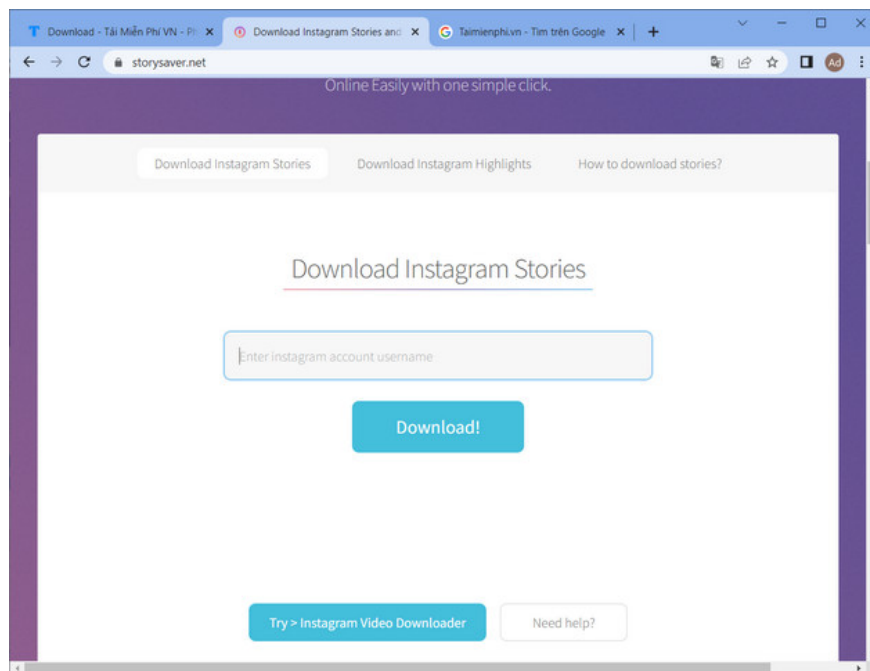 Download - Tải Miễn Phí VN - Ph
Download Instagram Stories and
Taimienphi.vn - Tìm trên Google
storysaver.net
Ad
Online Easily with one simple click.
Download Instagram Stories
Download Instagram Highlights
How to download stories?
Download Instagram Stories
Enter instagram account username
Download!
Try > Instagram Video Downloader
Need help?